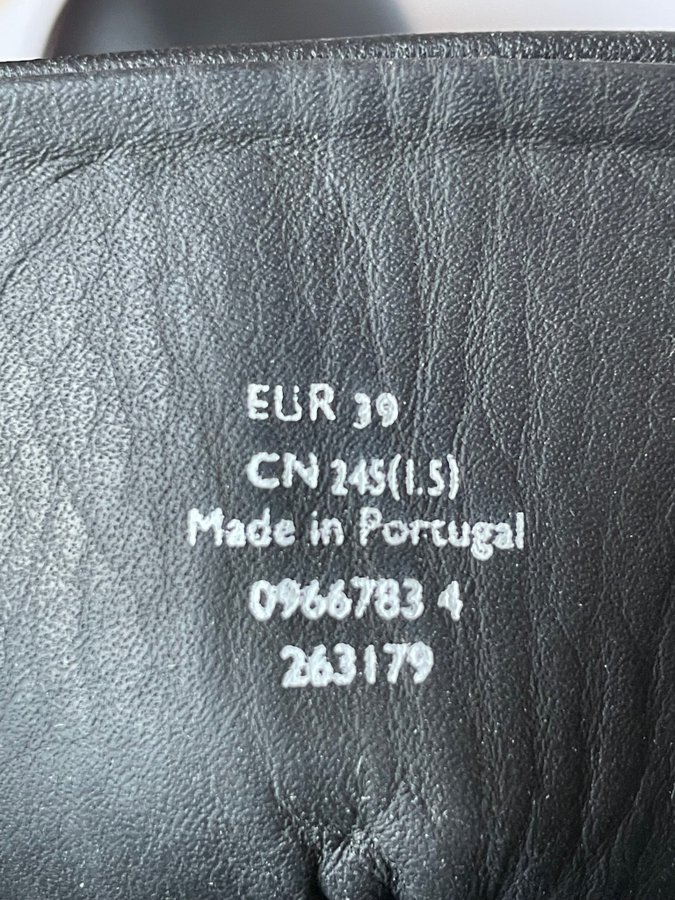 EUR 39
CN 245(1.5)
Made in Portugal
0966783 4
263179